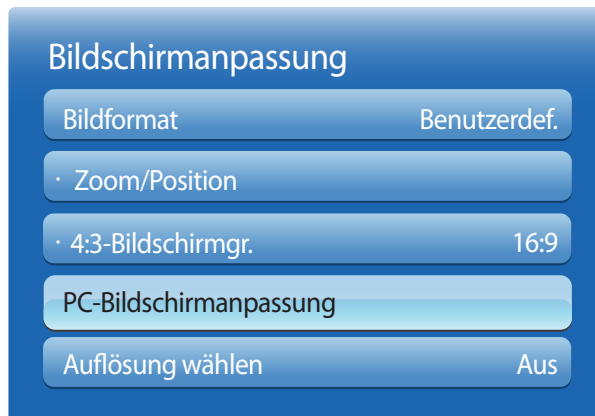 Bildschirmanpassung
Bildformat Benutzerdef.
· Zoom/Position
· 4:3-Bildschirmgr. 16:9
PC-Bildschirmanpassung
Auflösung wählen Aus